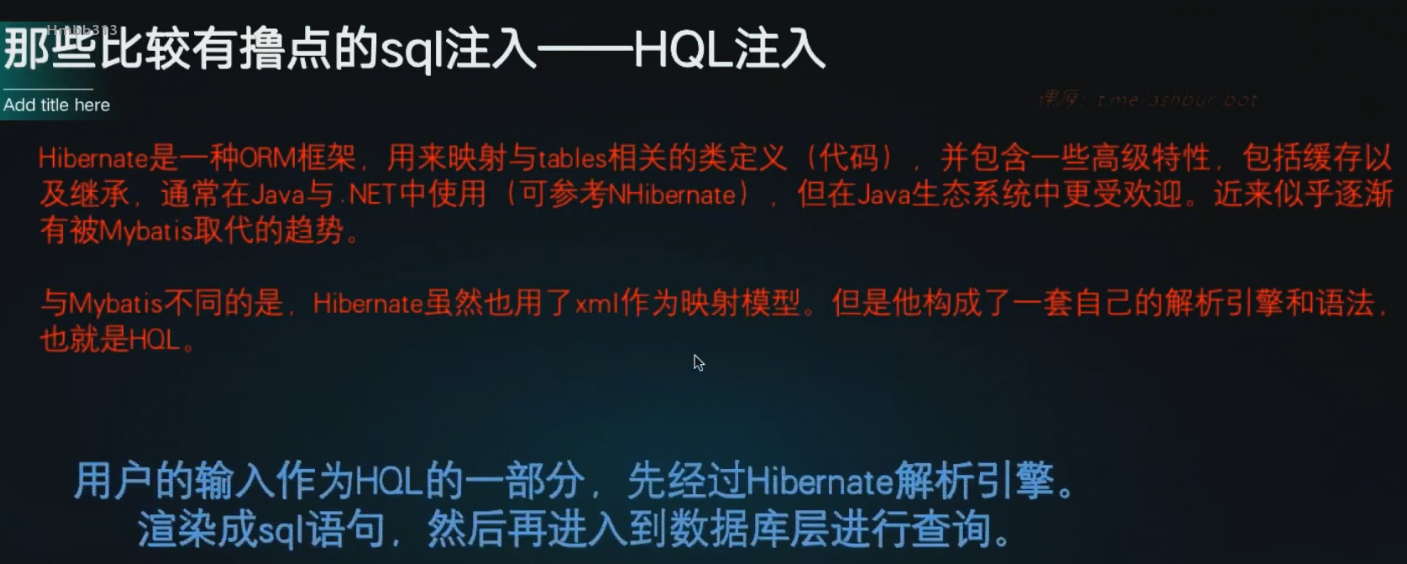 Hmbb313
那些比较有撸点的sql注入——HQL注入
Add title here
课程: t.me/ashbur_bot
Hibernate是一种ORM框架，用来映射与tables相关的类定义（代码），并包含一些高级特性，包括缓存以
及继承，通常在Java与.NET中使用（可参考NHibernate），但在Java生态系统中更受欢迎。近来似乎逐渐
有被Mybatis取代的趋势。
与Mybatis不同的是，Hibernate虽然也用了xml作为映射模型。但是他构成了一套自己的解析引擎和语法，
也就是HQL。
用户的输入作为HQL的一部分，先经过Hibernate解析引擎。
渲染成sql语句，然后再进入到数据库层进行查询。